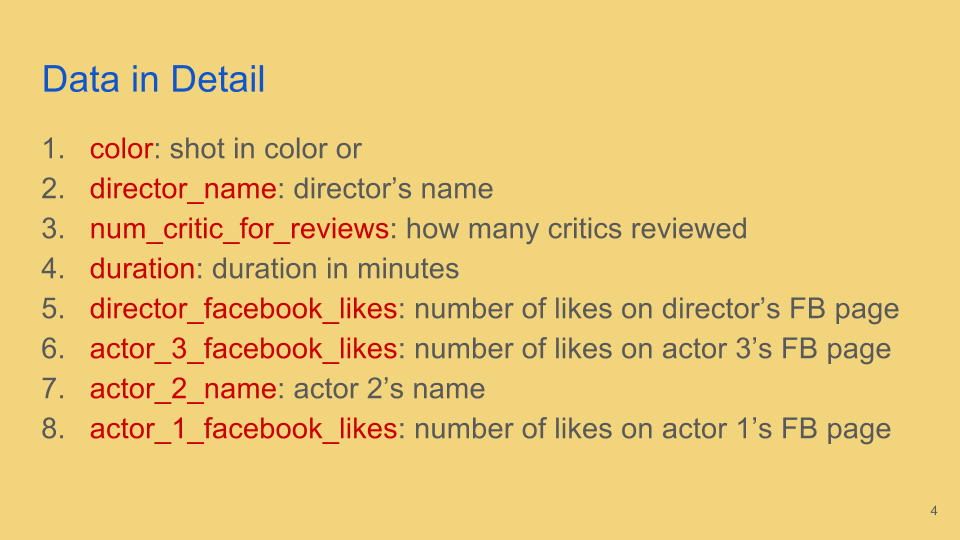 Data in Detail
1. color: shot in color or
2. director_name: director’s name
3. num_critic_for_reviews: how many critics reviewed
4. duration: duration in minutes
5. director_facebook_likes: number of likes on director’s FB page
6. actor_3_facebook_likes: number of likes on actor 3’s FB page
7. actor_2_name: actor 2’s name
8. actor_1_facebook_likes: number of likes on actor 1’s FB page
4